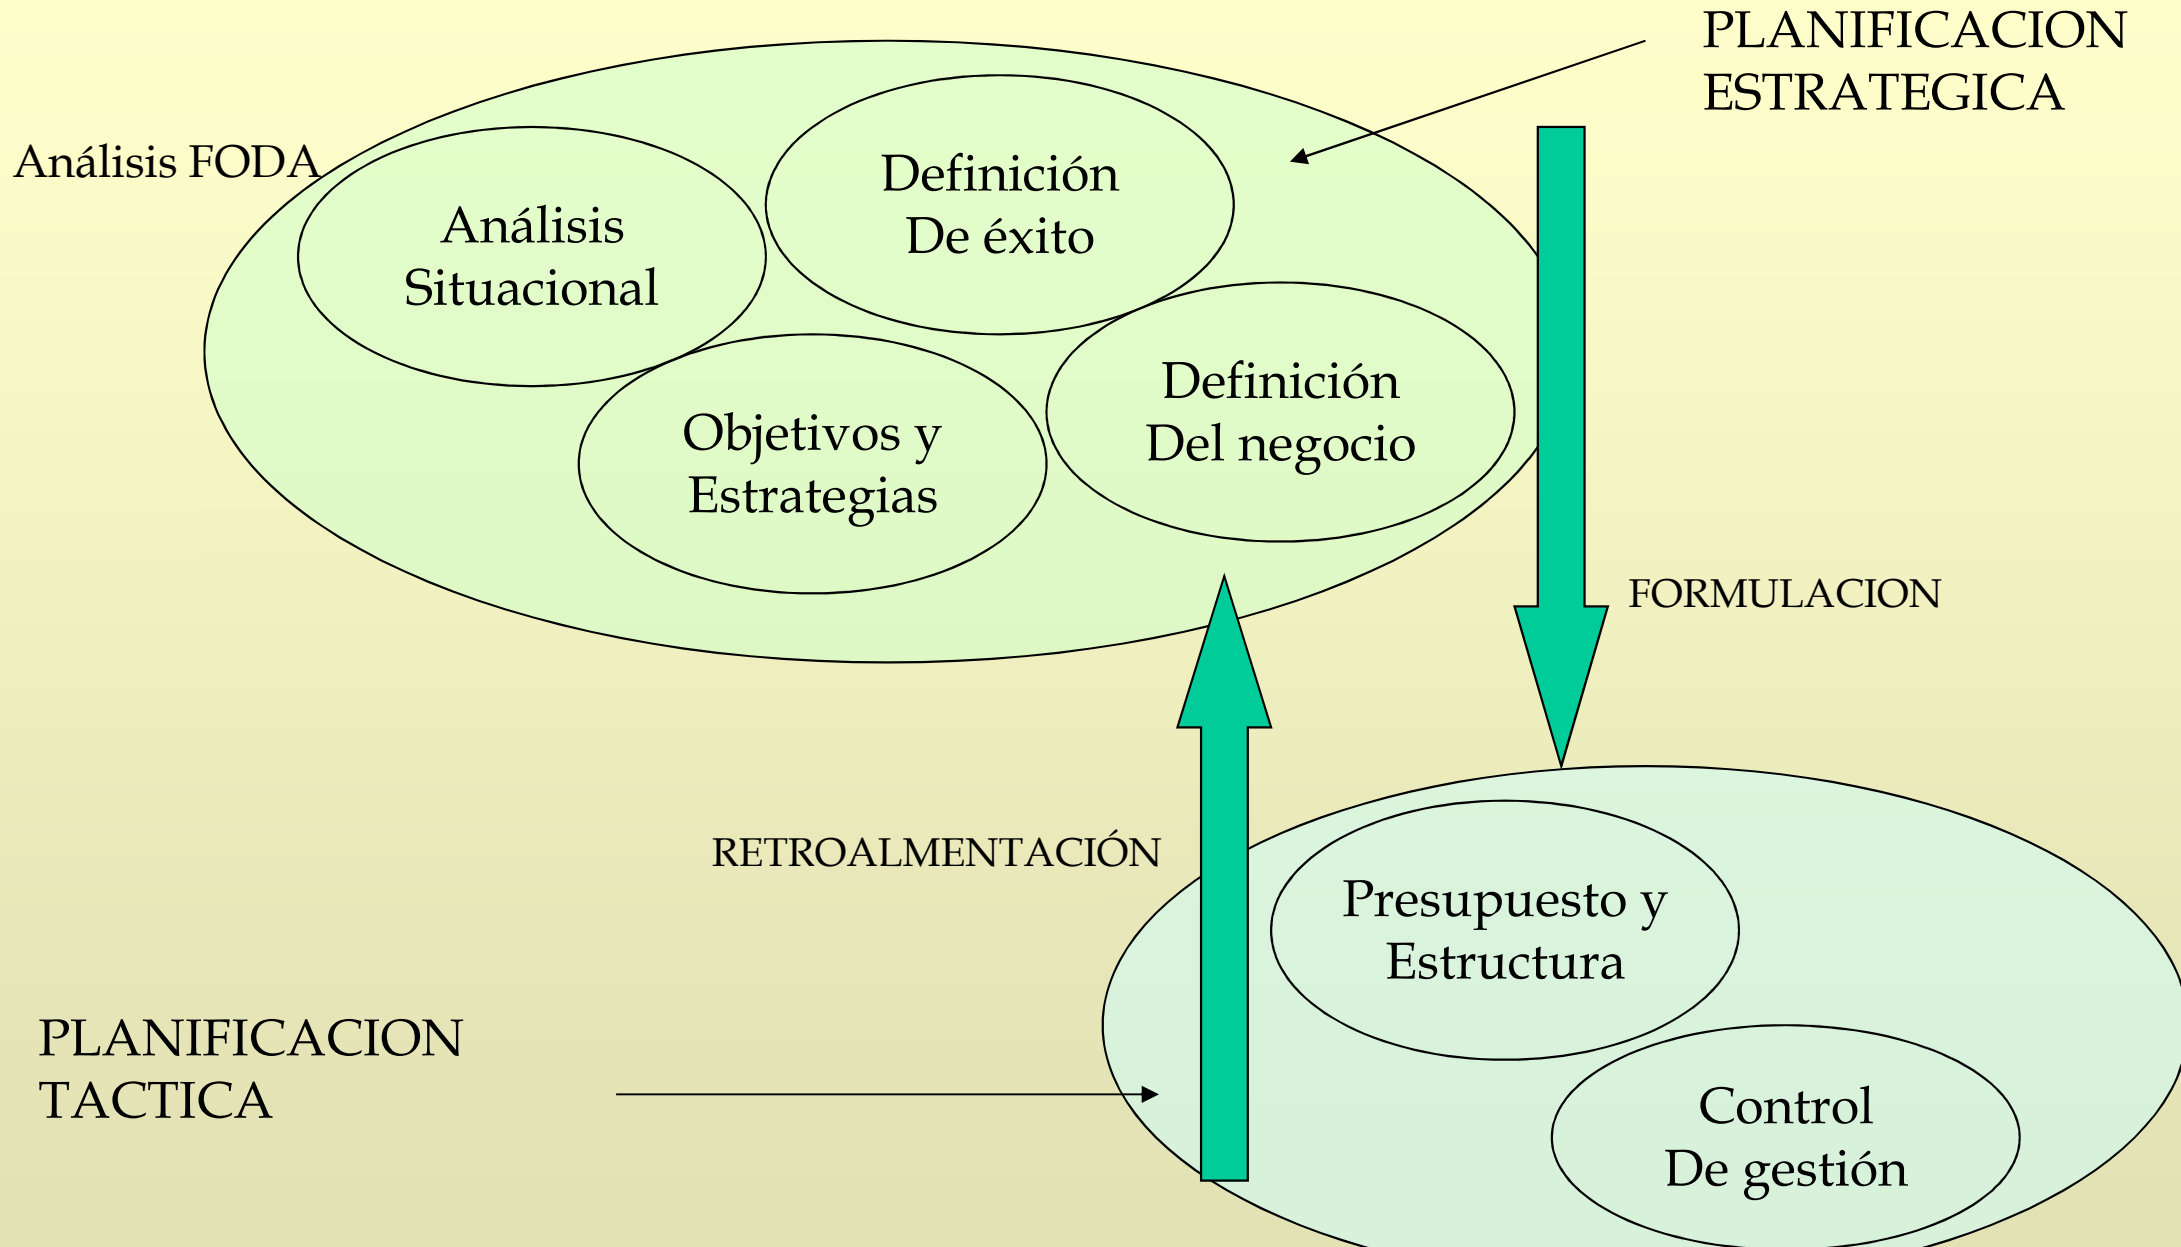 PLANIFICACION
ESTRATEGICA
Análisis FODA
Análisis
Situacional
Definición
De éxito
Objetivos y
Estrategias
Definición
Del negocio
FORMULACION
RETROALMENTACIÓN
Presupuesto y
Estructura
PLANIFICACION
TACTICA
Control
De gestión